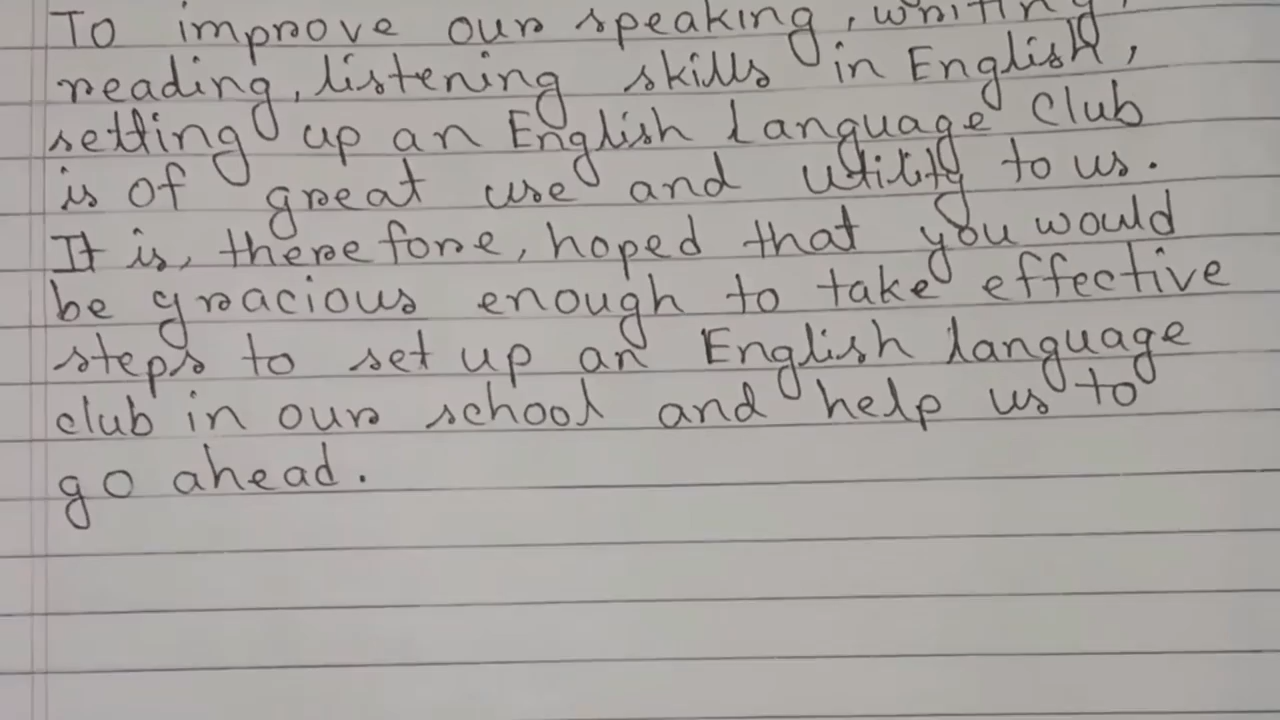 To improve our speaking, writing,
reading, listening skills in English,
setting up an English Language Club
is of great use and utility to us.
It is, therefore, hoped that you would
be gracious enough to take effective
steps to set up an English language
club in our school and help us to
go ahead.